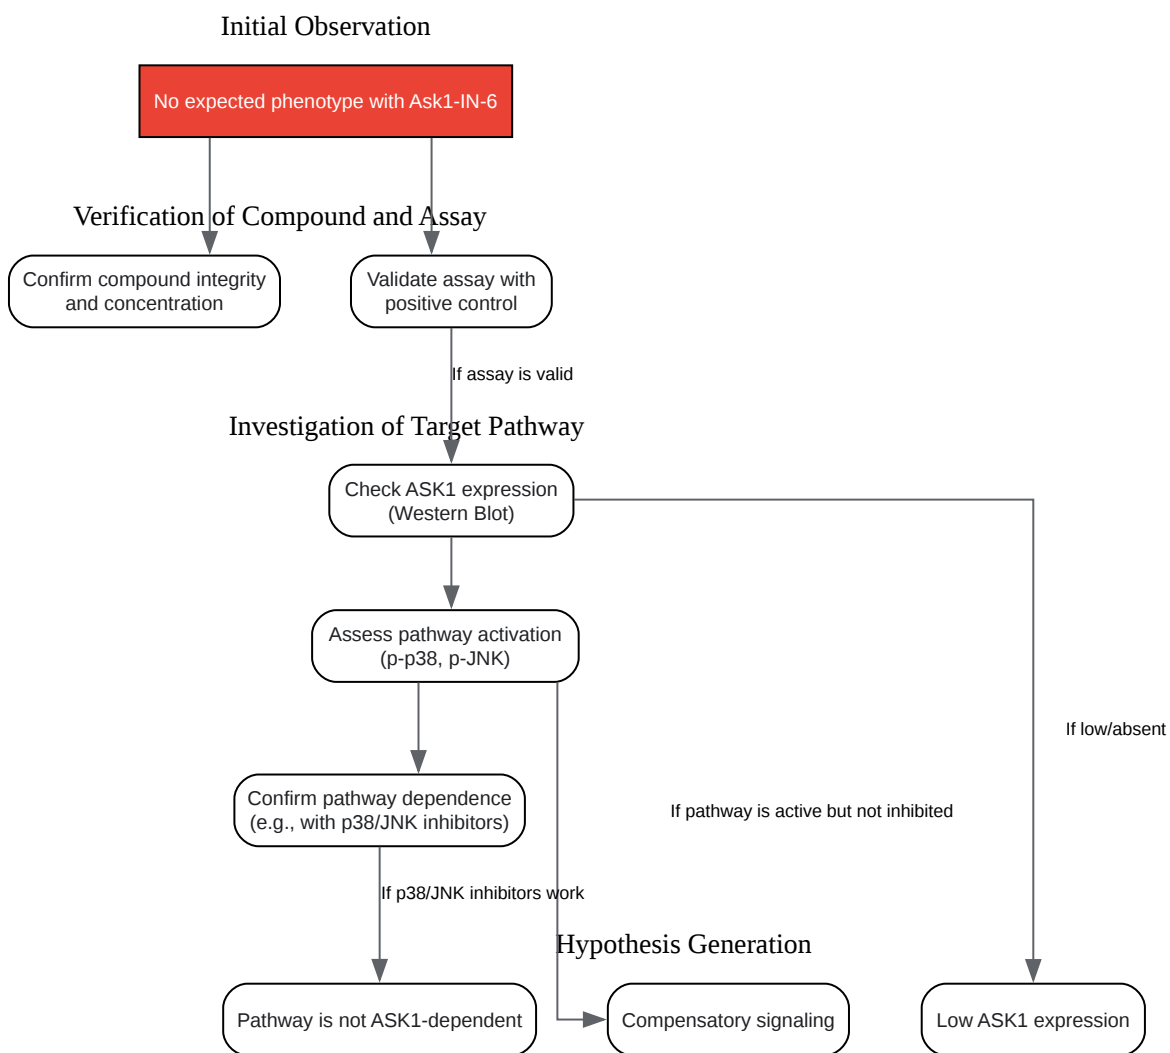 Initial Observation
No expected phenotype with Ask1-IN-6
Verification of Compound and Assay
Confirm compound integrity
and concentration
Validate assay with
positive control
If assay is valid
Investigation of Target Pathway
Check ASK1 expression
(Western Blot)
Assess pathway activation
(p-p38, p-JNK)
If low/absent
Confirm pathway dependence
(e.g., with p38/JNK inhibitors)
If pathway is active but not inhibited
If p38/JNK inhibitors work
Hypothesis Generation
Pathway is not ASK1-dependent
Compensatory signaling
Low ASK1 expression